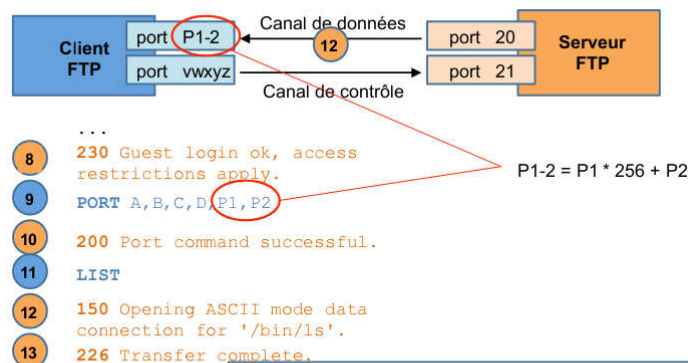 Canal de données
Client
FTP
port P1-2
port vwxyz
12
port 20
port 21
Serveur
FTP
Canal de contrôle
...
8
230 Guest login ok, access
restrictions apply.
P1-2 = P1 * 256 + P2
9
PORT A,B,C,D,P1,P2
10
200 Port command successful.
11
LIST
12
150 Opening ASCII mode data
connection for '/bin/ls'.
13
226 Transfer complete.